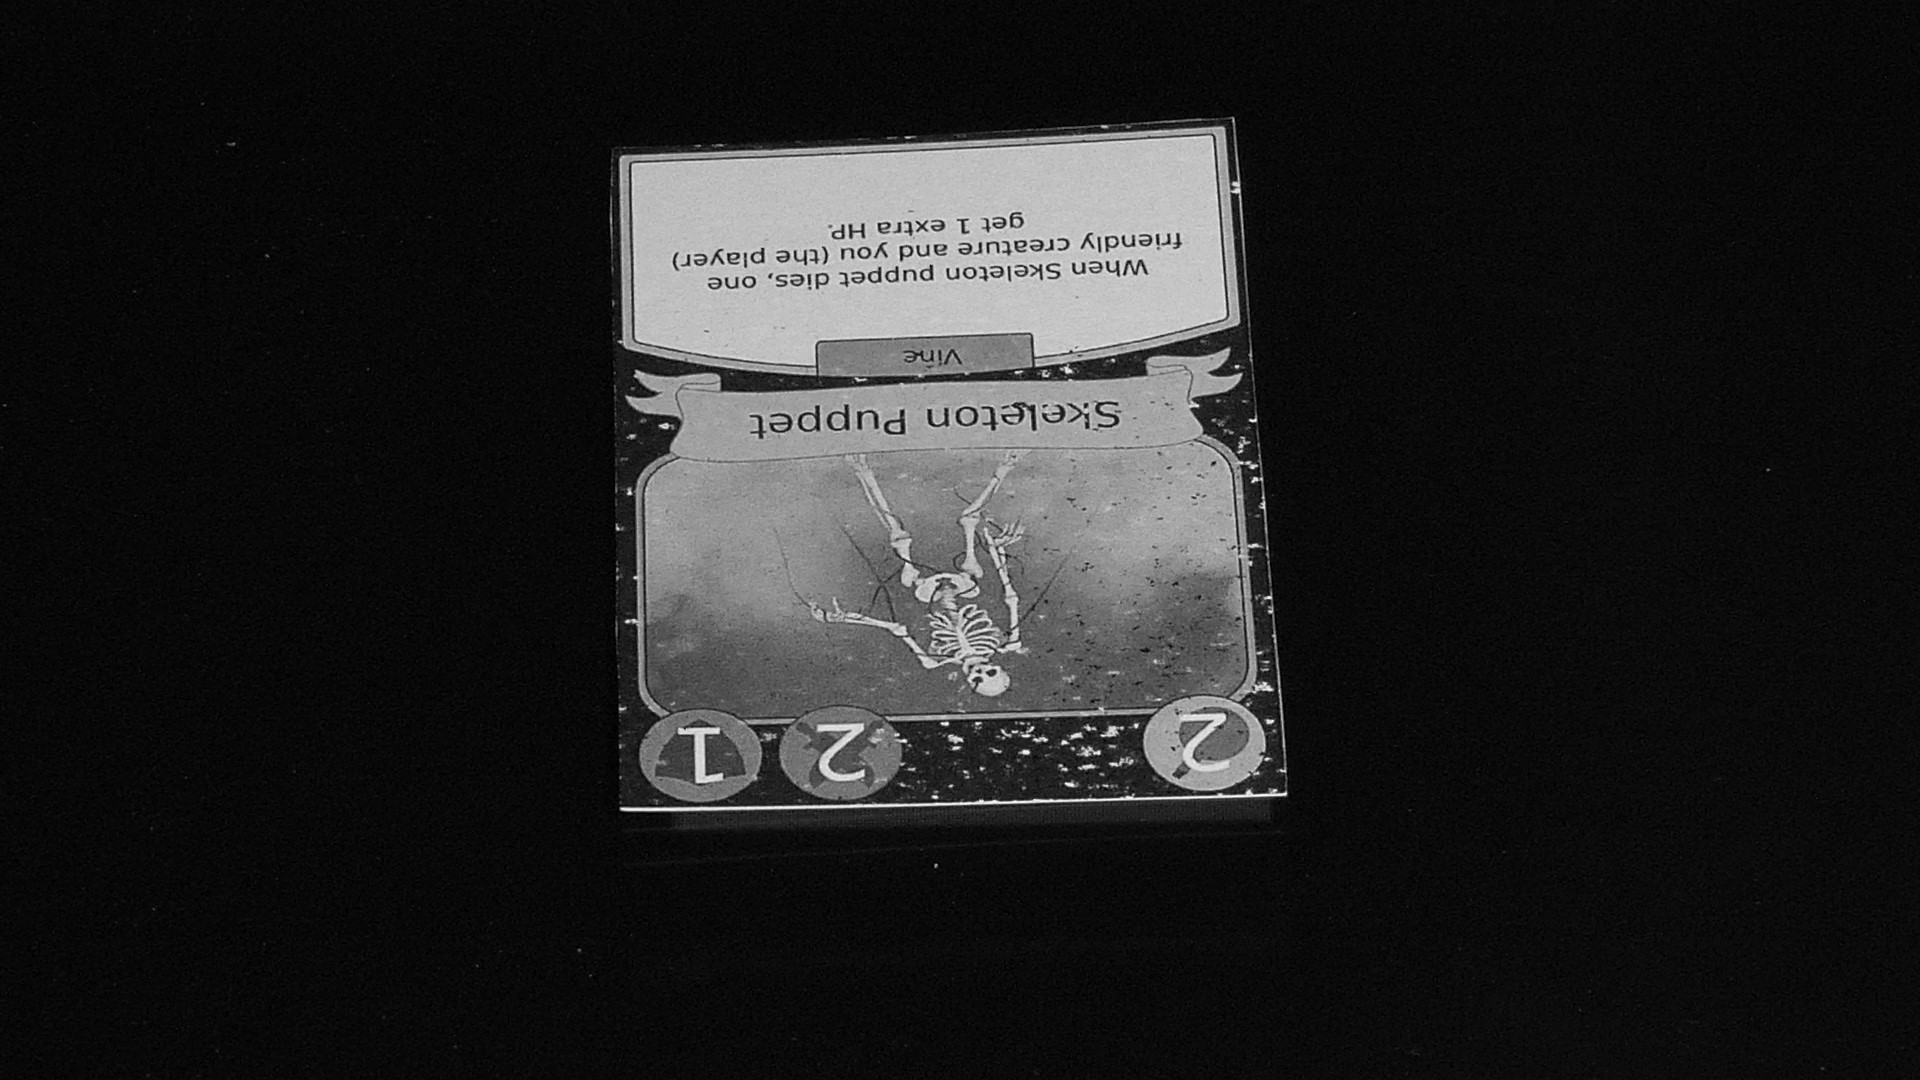 2
2
1
Skeleton Puppet
Vine
When Skeleton puppet dies, one
friendly creature and you (the player)
get 1 extra HP.